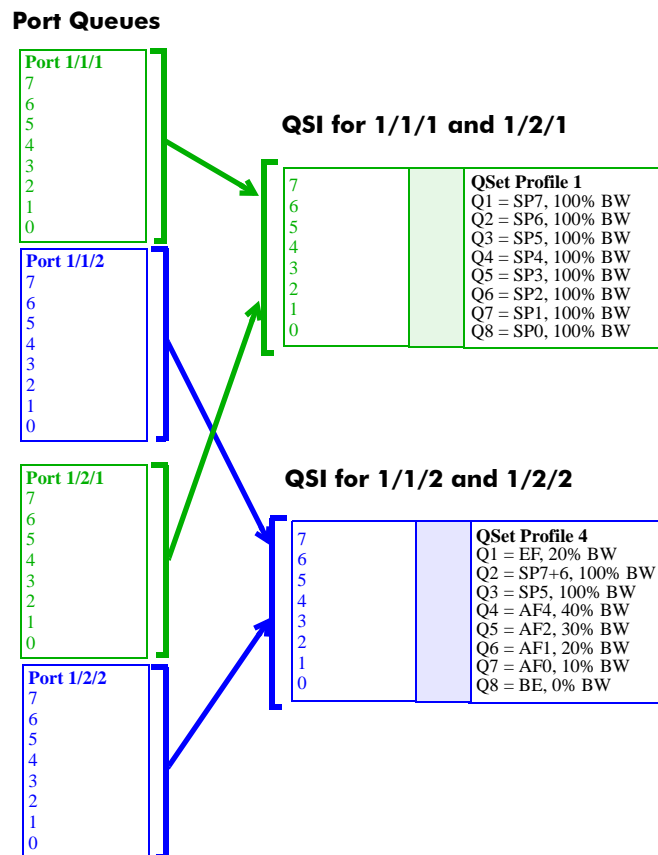 Port Queues
Port 1/1/1
7
6
5
4
3
2
1
0
Port 1/1/2
7
6
5
4
3
2
1
0
Port 1/2/1
7
6
5
4
3
2
1
0
Port 1/2/2
7
6
5
4
3
2
1
0
QSI for 1/1/1 and 1/2/1
7
6
5
4
3
2
1
0
QSet Profile 1
Q1 = SP7, 100% BW
Q2 = SP6, 100% BW
Q3 = SP5, 100% BW
Q4 = SP4, 100% BW
Q5 = SP3, 100% BW
Q6 = SP2, 100% BW
Q7 = SP1, 100% BW
Q8 = SP0, 100% BW
QSI for 1/1/2 and 1/2/2
7
6
5
4
3
2
1
0
QSet Profile 4
Q1 = EF, 20% BW
Q2 = SP7+6, 100% BW
Q3 = SP5, 100% BW
Q4 = AF4, 40% BW
Q5 = AF2, 30% BW
Q6 = AF1, 20% BW
Q7 = AF0, 10% BW
Q8 = BE, 0% BW